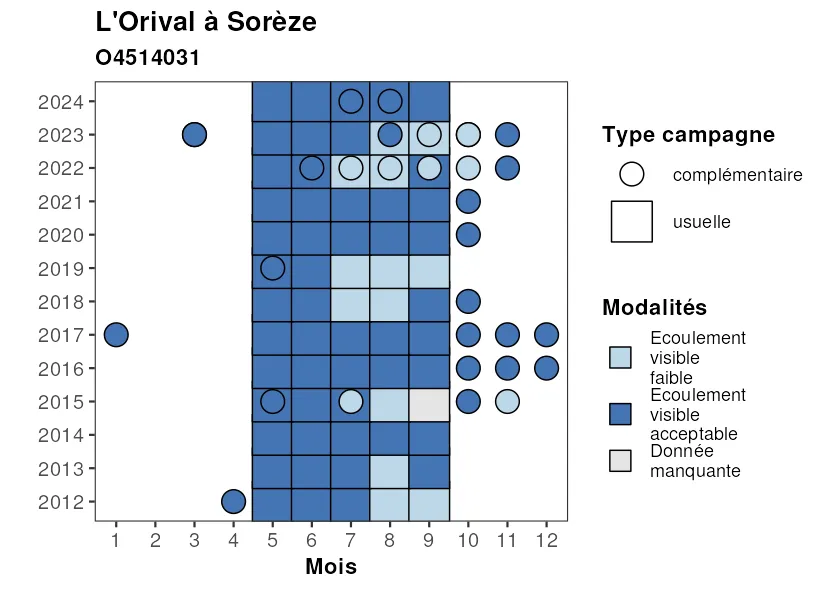 L'Orival à Sorèze
O4514031
2024
2023
2022
2021
2020
2019
2018
2017
2016
2015
2014
2013
2012
1 2 3 4 5 6 7 8 9 10 11 12
Mois
Type campagne
complémentaire
usuelle
Modalités
Ecoulement
visible
faible
Ecoulement
visible
acceptable
Donnée
manquante